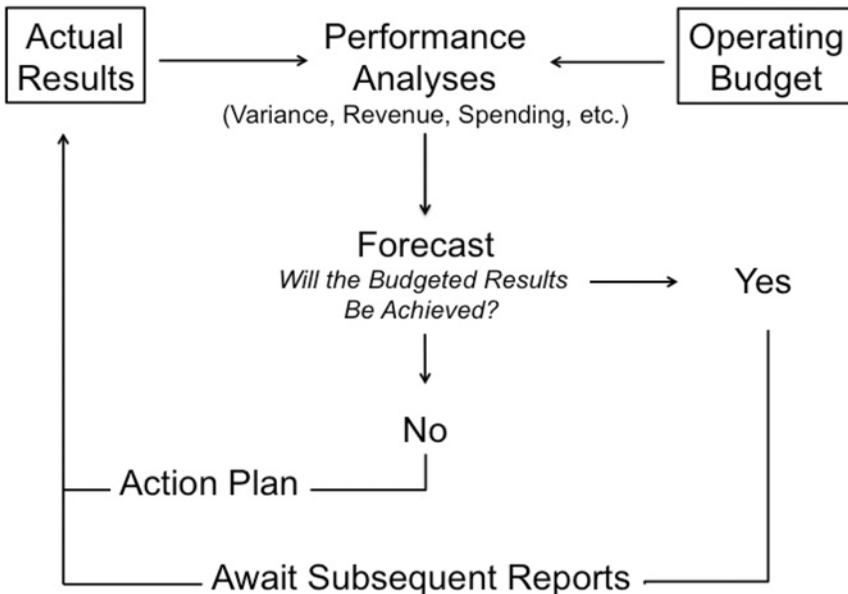 Actual
Results
Performance
Analyses
(Variance, Revenue, Spending, etc.)
Operating
Budget
Forecast
Will the Budgeted Results
Be Achieved?
Yes
No
Action Plan
Await Subsequent Reports